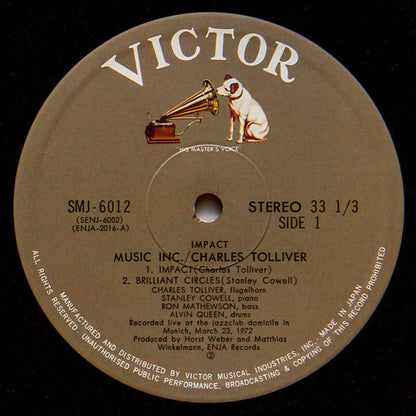 VICTOR
"HIS MASTER'S VOICE"
SMJ-6012
(SENJ-6002)
(ENJA-2016-A)
STEREO 33 1/3
SIDE 1
IMPACT
MUSIC INC./CHARLES TOLLIVER
1. IMPACT(Charles Tolliver)
2. BRILLIANT CIRCLES(Stanley Cowell)
CHARLES TOLLIVER, flugelhorn
STANLEY COWELL, piano
RON MATHEWSON, bass
ALVIN QUEEN, drums
Recorded live at the jazzclub domicile in
Munich, March 23, 1972
Produced by Horst Weber and Matthias
Winkelmann, ENJA Records
Ⓟ
MANUFACTURED AND DISTRIBUTED BY VICTOR MUSICAL INDUSTRIES, INC., MADE IN JAPAN
ALL RIGHTS RESERVED. UNAUTHORISED PUBLIC PERFORMANCE, BROADCASTING & COPYING OF THIS RECORD PROHIBITED